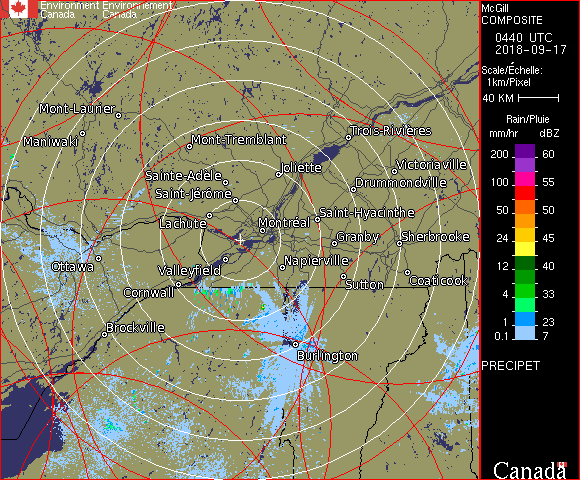 Environment Environnement
Canada Canada
McGill
COMPOSITE
0440 UTC
2018-09-17
Scale/Échelle:
1km/Pixel
40 KM
Rain/Pluie
mm/hr dBZ
200 60
150 55
100 55
50 50
24 45
12 40
4 33
1 23
0.1 7
PRECIPET
Canada
Mont-Laurier
Maniwaki
Mont-Tremblant
Trois-Rivières
Joliette
Victoriaville
Sainte-Adèle
Drummondville
Saint-Jérôme
Saint-Hyacinthe
Lachute
Montréal
Granby
Sherbrooke
Ottawa
Valleyfield
Napierville
Cornwall
Sutton
Coaticook
Brockville
Burlington